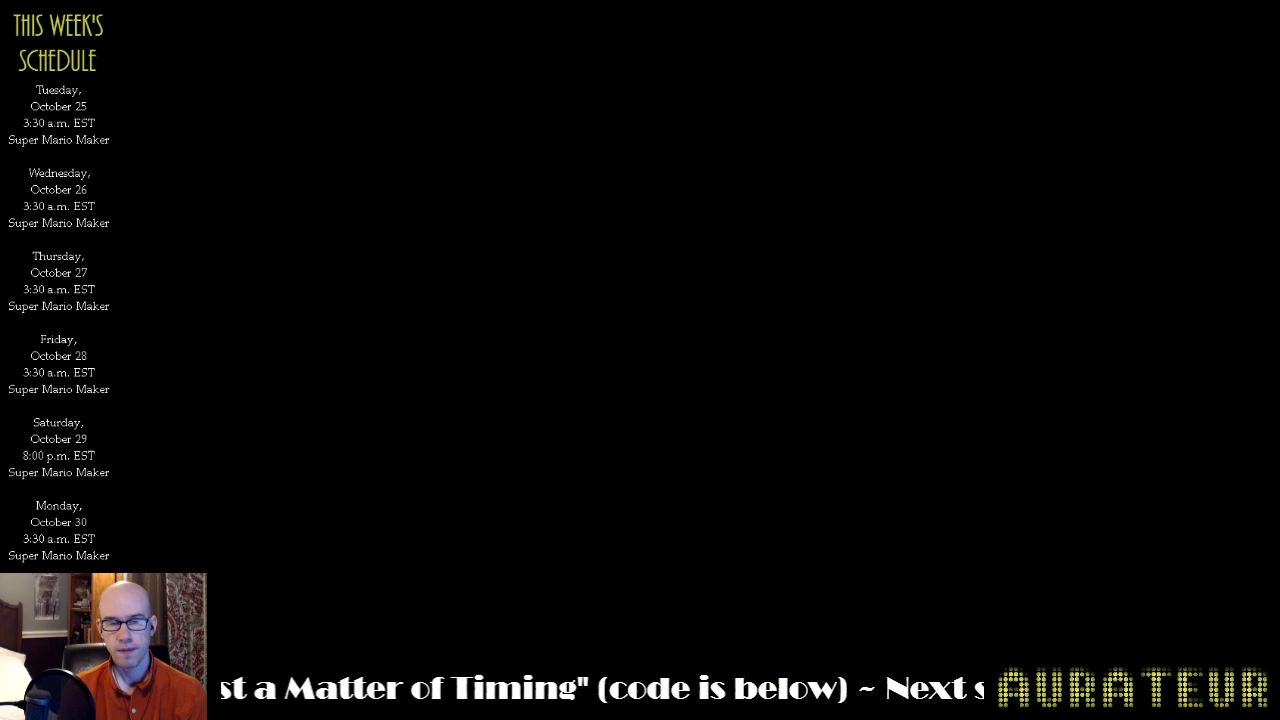 THIS WEEK'S
SCHEDULE
Tuesday,
October 25
3:30 a.m. EST
Super Mario Maker
Wednesday,
October 26
3:30 a.m. EST
Super Mario Maker
Thursday,
October 27
3:30 a.m. EST
Super Mario Maker
Friday,
October 28
3:30 a.m. EST
Super Mario Maker
Saturday,
October 29
8:00 p.m. EST
Super Mario Maker
Monday,
October 30
3:30 a.m. EST
Super Mario Maker
st a Matter of Timing" (code is below) ~ Next s
AURATEUR